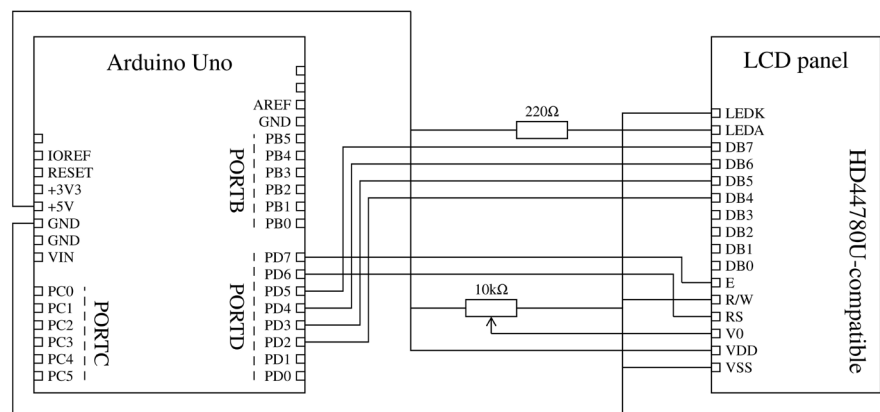 Arduino Uno
IOREF
RESET
+3V3
+5V
GND
GND
VIN
PC0
PC1
PC2
PC3
PC4
PC5
PORTC
AREF
GND
PB5
PB4
PB3
PB2
PB1
PB0
PORTB
PD7
PD6
PD5
PD4
PD3
PD2
PD1
PD0
PORTD
220Ω
10kΩ
LCD panel
LEDK
LEDA
DB7
DB6
DB5
DB4
DB3
DB2
DB1
DB0
E
R/W
RS
V0
VDD
VSS
HD44780U-compatible